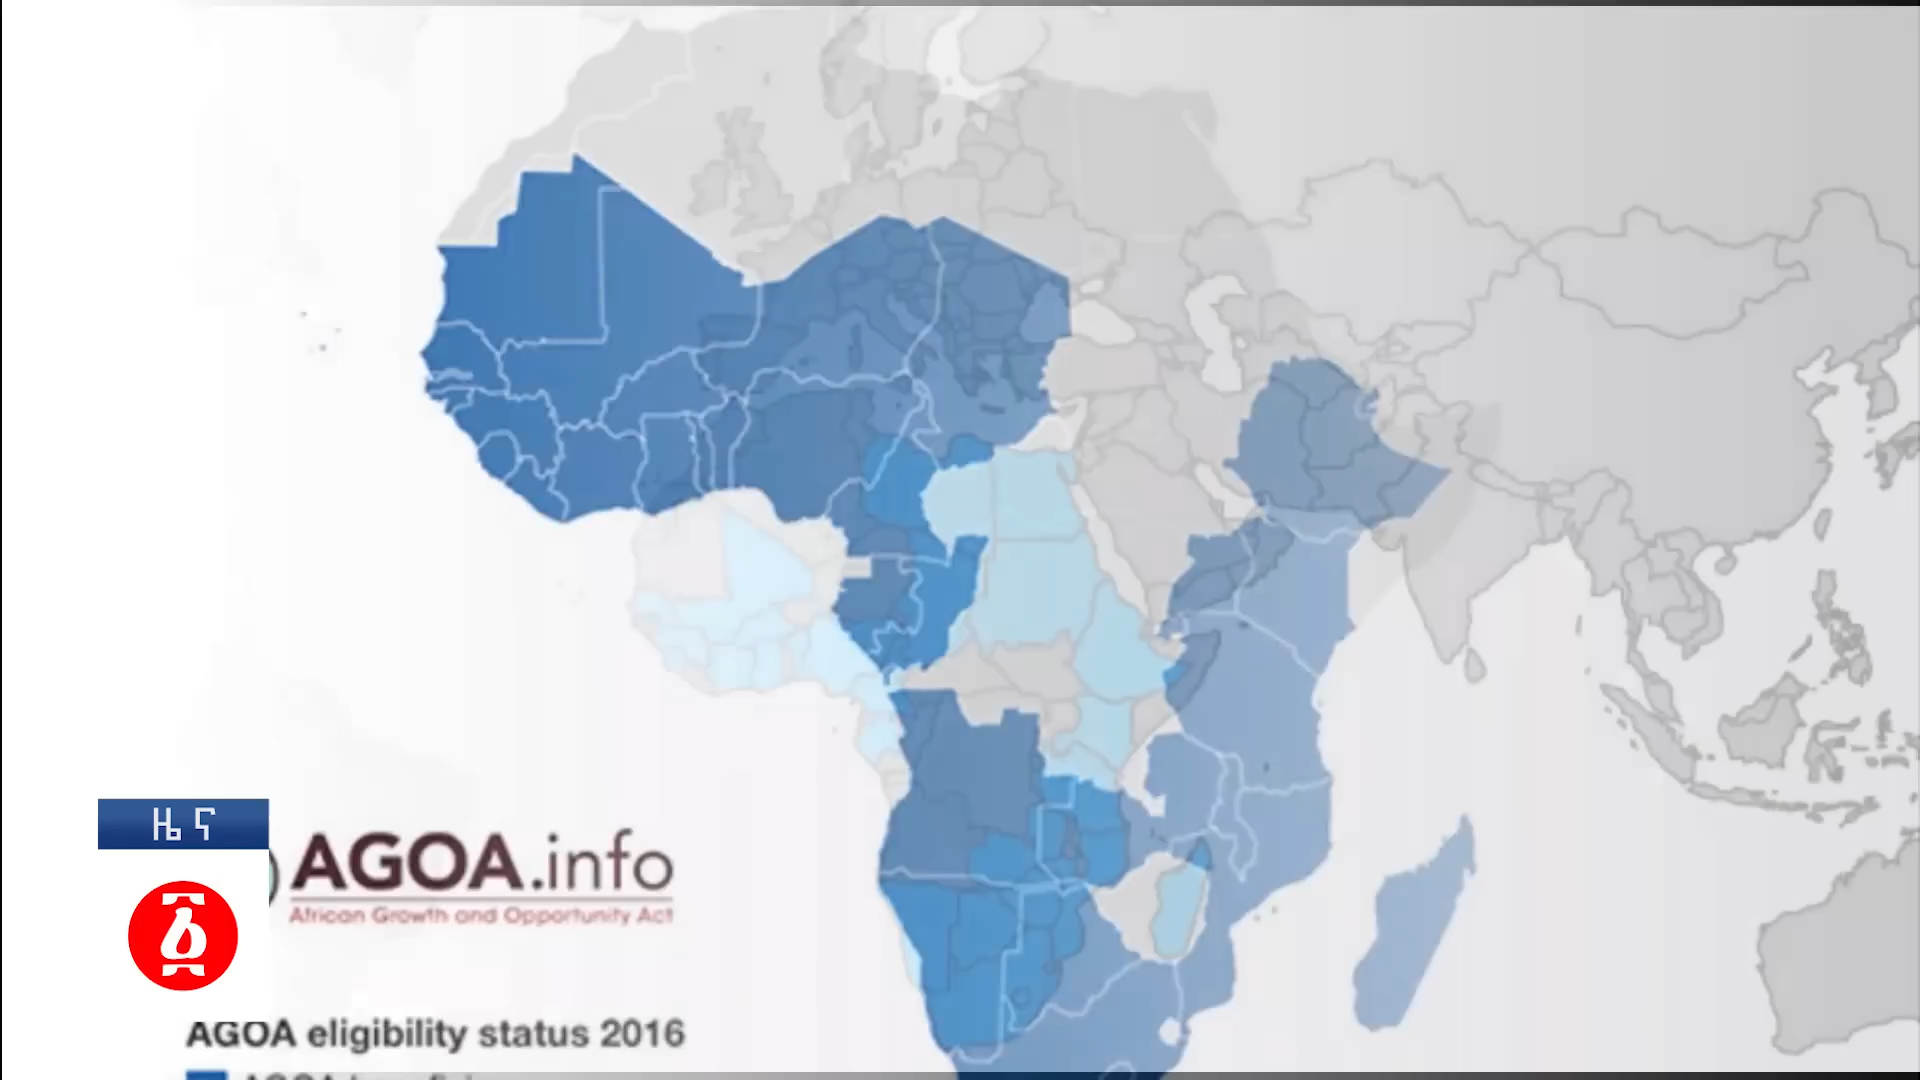 ዜና
AGOA.info
African Growth and Opportunity Act
AGOA eligibility status 2016